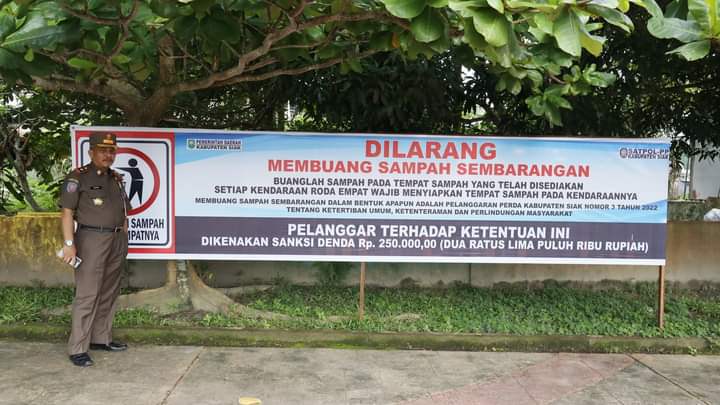 PEMERINTAH DAERAH
KABUPATEN SIAK
SATPOL-PP
KABUPATEN SIAK
DILARANG
MEMBUANG SAMPAH SEMBARANGAN
BUANGLAH SAMPAH PADA TEMPAT SAMPAH YANG TELAH DISEDIAKAN
SETIAP KENDARAAN RODA EMPAT WAJIB MENYIAPKAN TEMPAT SAMPAH PADA KENDARAANNYA
MEMBUANG SAMPAH SEMBARANGAN DALAM BENTUK APAPUN ADALAH PELANGGARAN PERDA KABUPATEN SIAK NOMOR 3 TAHUN 2022
TENTANG KETERTIBAN UMUM, KETENTERAMAN DAN PERLINDUNGAN MASYARAKAT
PELANGGAR TERHADAP KETENTUAN INI
DIKENAKAN SANKSI DENDA Rp. 250.000,00 (DUA RATUS LIMA PULUH RIBU RUPIAH)
SAMPAH